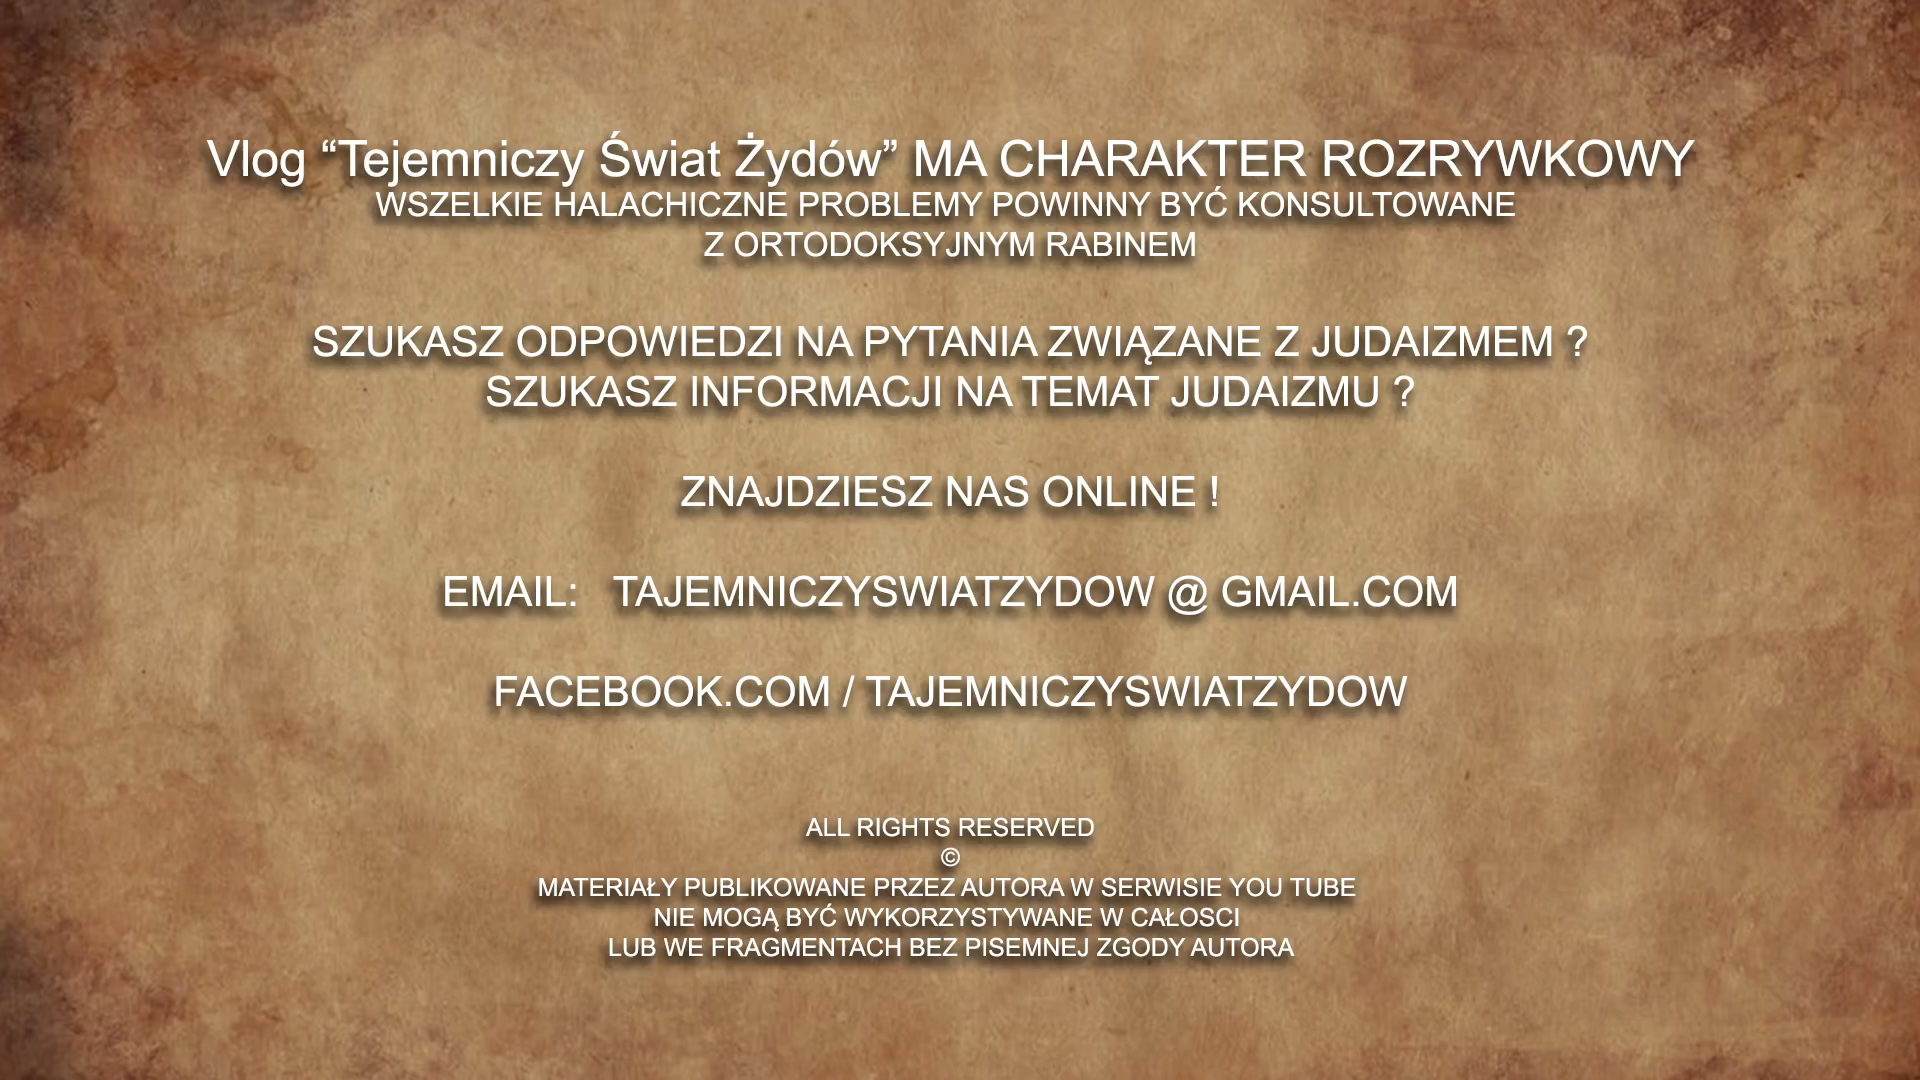 Vlog “Tejemniczy Świat Żydów” MA CHARAKTER ROZRYWKOWY
WSZELKIE HALACHICZNE PROBLEMY POWINNY BYĆ KONSULTOWANE
Z ORTODOKSYJNYM RABINEM
SZUKASZ ODPOWIEDZI NA PYTANIA ZWIĄZANE Z JUDAIZMEM ?
SZUKASZ INFORMACJI NA TEMAT JUDAIZMU ?
ZNAJDZIESZ NAS ONLINE !
EMAIL: TAJEMNICZYSWIATZYDOW @ GMAIL.COM
FACEBOOK.COM / TAJEMNICZYSWIATZYDOW
ALL RIGHTS RESERVED
©
MATERIAŁY PUBLIKOWANE PRZEZ AUTORA W SERWISIE YOU TUBE
NIE MOGĄ BYĆ WYKORZYSTYWANE W CAŁOSCI
LUB WE FRAGMENTACH BEZ PISEMNEJ ZGODY AUTORA